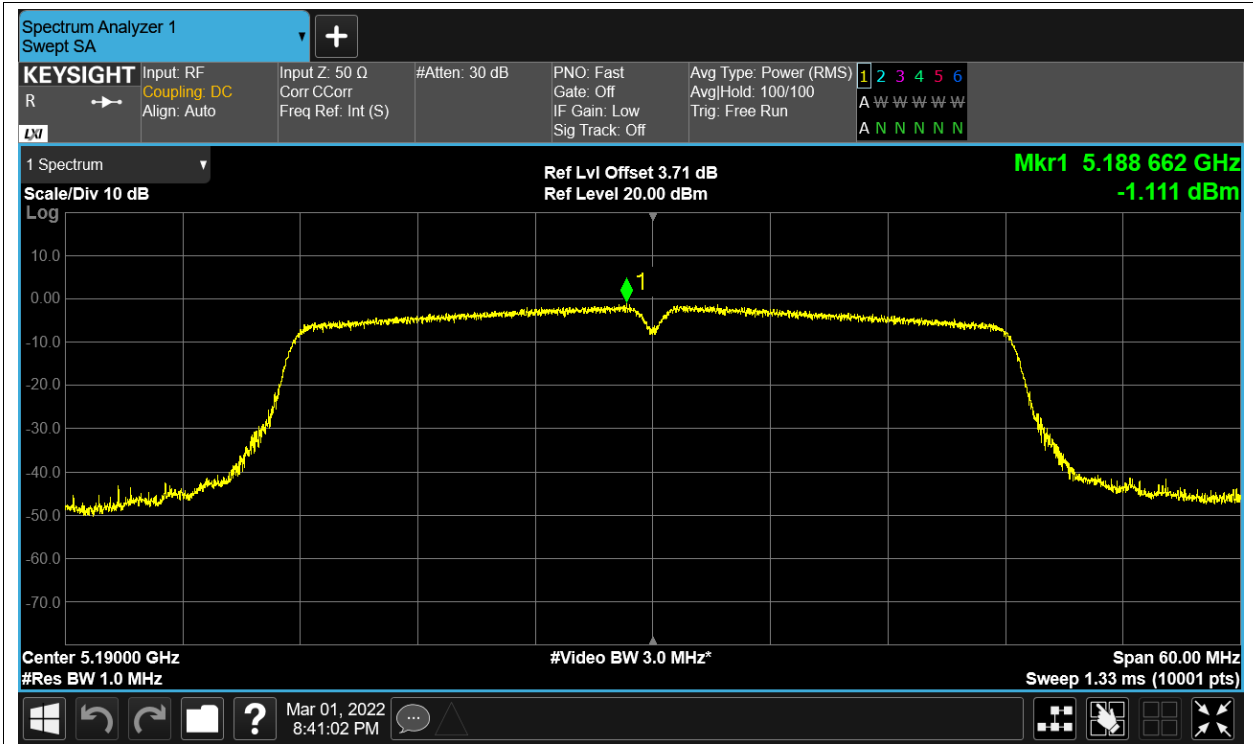 Spectrum Analyzer 1
Swept SA
+
KEYSIGHT
R
LXI
Input: RF
Coupling: DC
Align: Auto
Input Z: 50 Ω
Corr CCorr
Freq Ref: Int (S)
#Atten: 30 dB
PNO: Fast
Gate: Off
IF Gain: Low
Sig Track: Off
Avg Type: Power (RMS)
Avg|Hold: 100/100
Trig: Free Run
1 2 3 4 5 6
A W W W W W
A N N N N N
1 Spectrum
Scale/Div 10 dB
Ref Lvl Offset 3.71 dB
Ref Level 20.00 dBm
Mkr1 5.188 662 GHz
-1.111 dBm
Log
1
10.0
0.00
-10.0
-20.0
-30.0
-40.0
-50.0
-60.0
-70.0
Center 5.19000 GHz
#Res BW 1.0 MHz
#Video BW 3.0 MHz*
Span 60.00 MHz
Sweep 1.33 ms (10001 pts)
?
Mar 01, 2022
8:41:02 PM